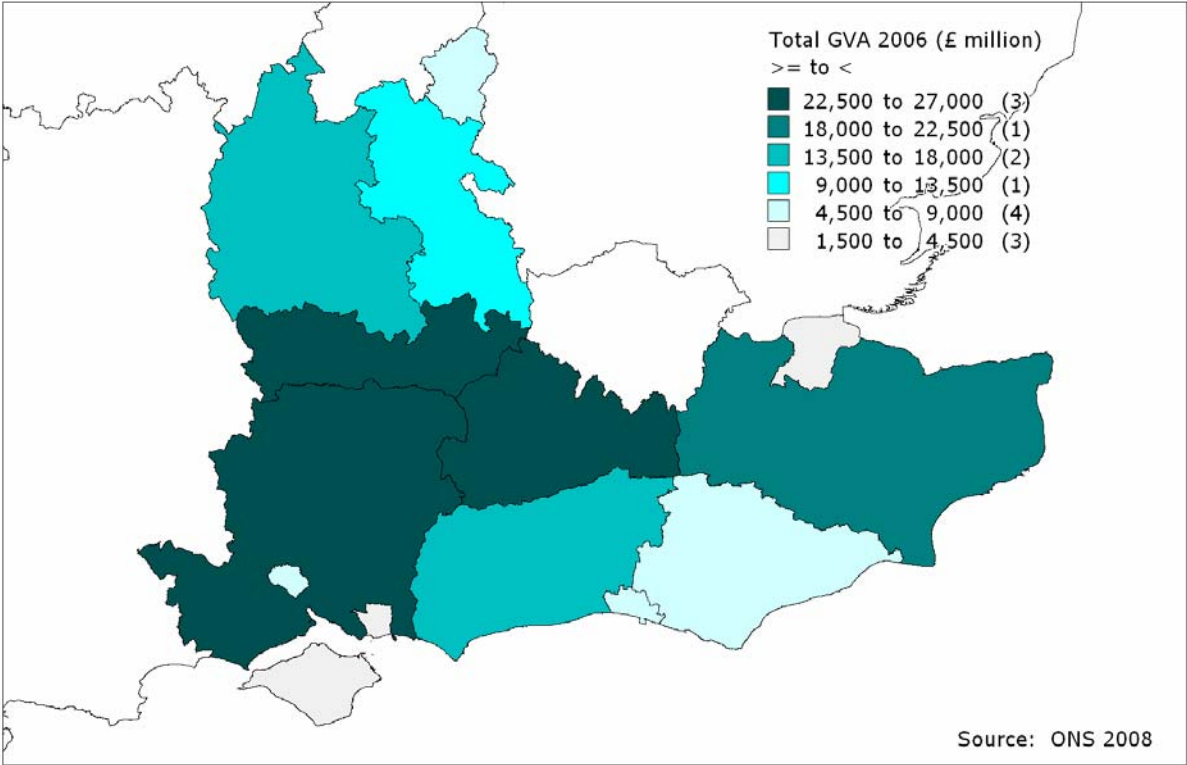 Total GVA 2006 (£ million)
>= to <
22,500 to 27,000 (3)
18,000 to 22,500 (1)
13,500 to 18,000 (2)
9,000 to 13,500 (1)
4,500 to 9,000 (4)
1,500 to 4,500 (3)
Source: ONS 2008